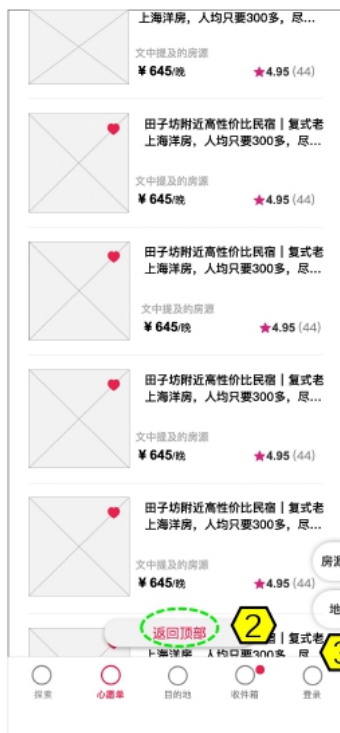 上海洋房，人均只要300多，尽...
文中提及的房源
¥ 645/晚 ★4.95 (44)
田子坊附近高性价比民宿｜复式老
上海洋房，人均只要300多，尽...
文中提及的房源
¥ 645/晚 ★4.95 (44)
田子坊附近高性价比民宿｜复式老
上海洋房，人均只要300多，尽...
文中提及的房源
¥ 645/晚 ★4.95 (44)
田子坊附近高性价比民宿｜复式老
上海洋房，人均只要300多，尽...
文中提及的房源
¥ 645/晚 ★4.95 (44)
田子坊附近高性价比民宿｜复式老
上海洋房，人均只要300多，尽...
文中提及的房源
¥ 645/晚 ★4.95 (44)
房源
地
返回顶部 2 ｜复式老
上海洋房，人均只要300多，尽 3
探索 心愿单 目的地 收件箱 登录